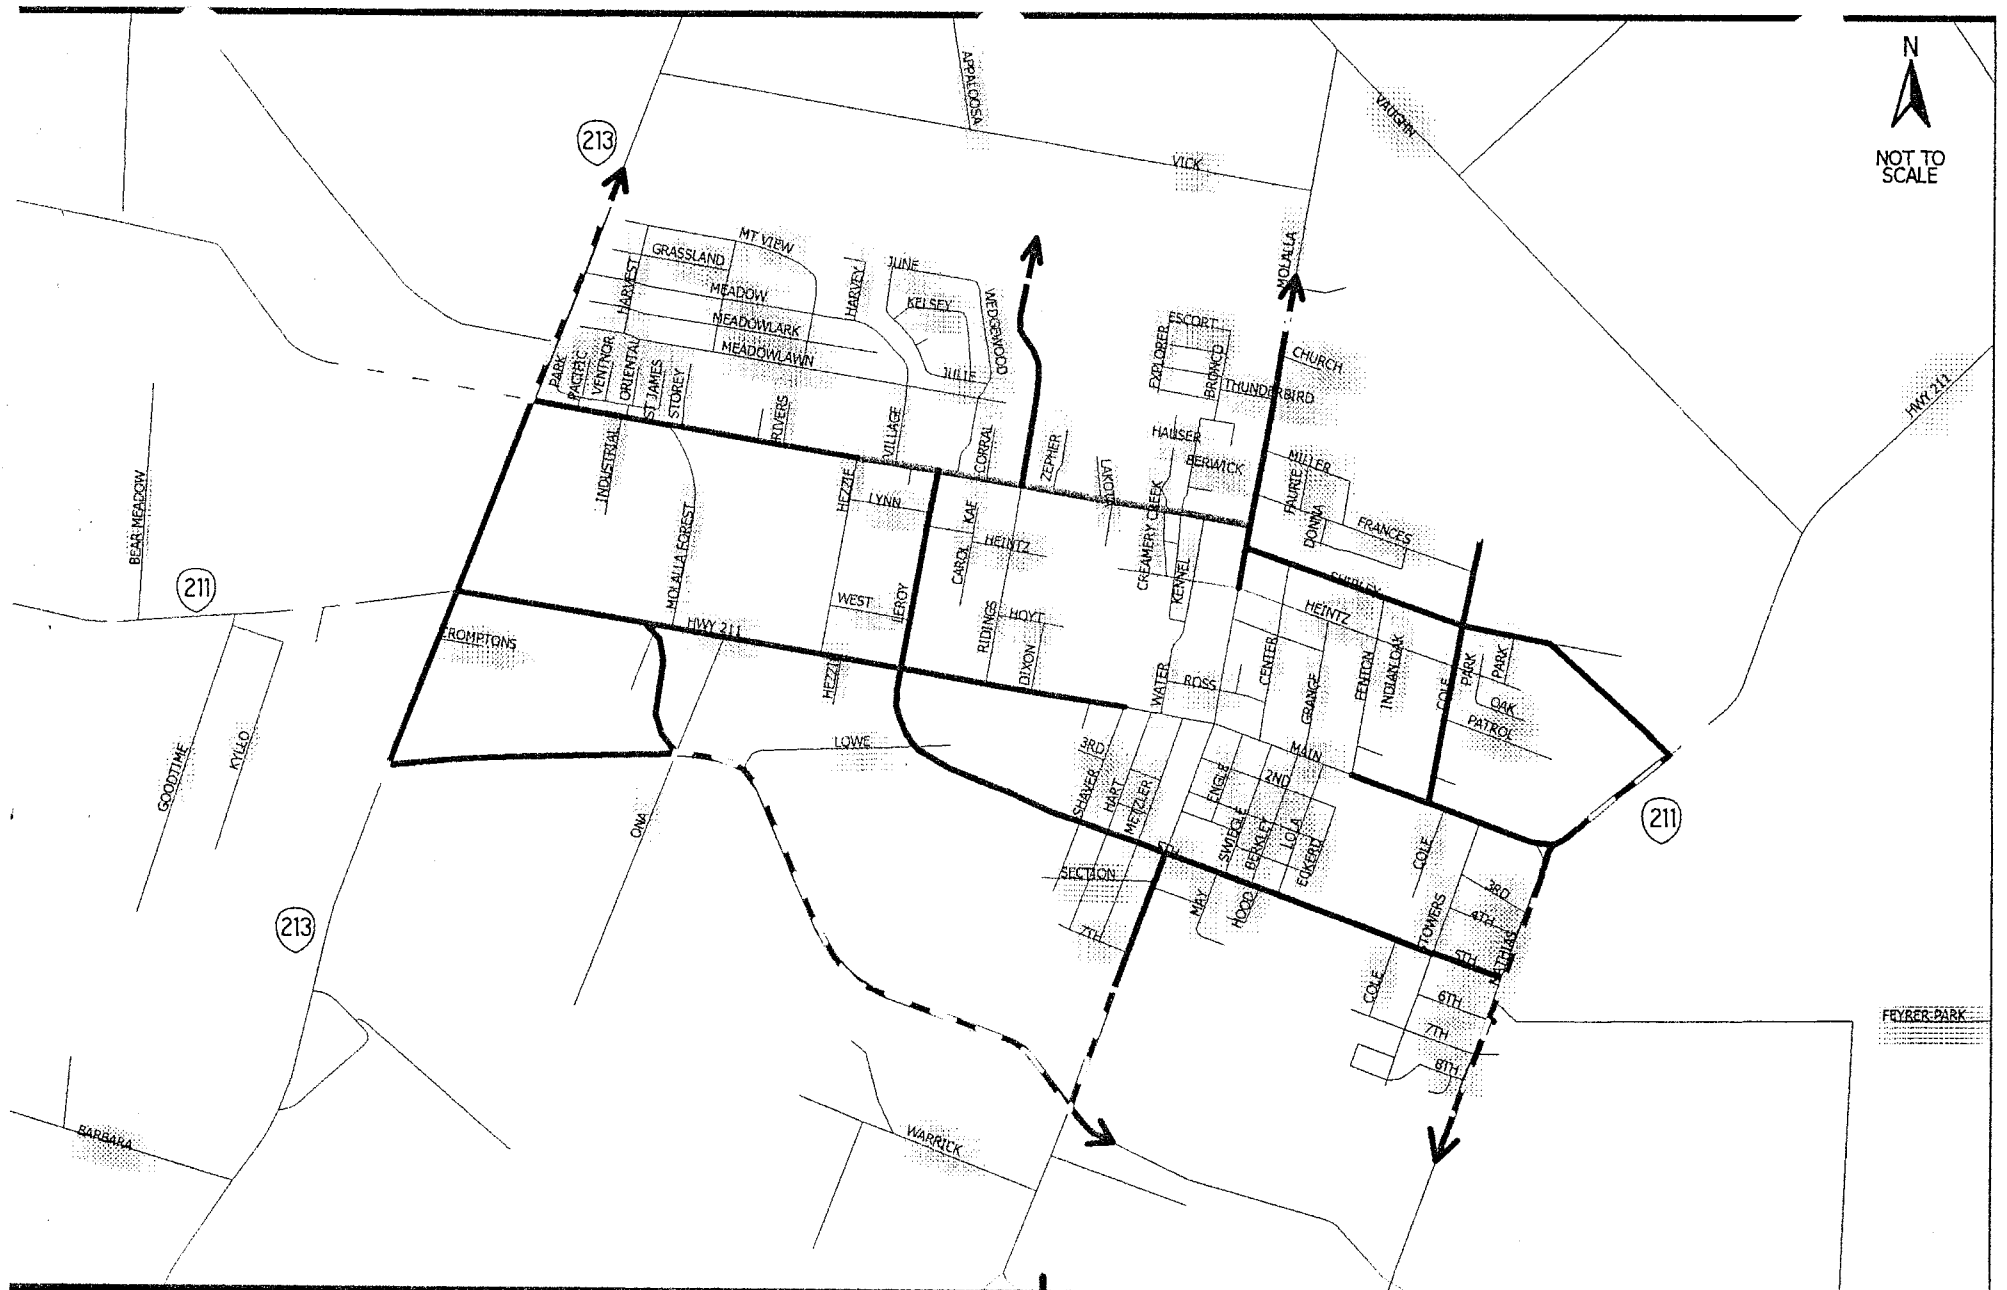 N
NOT TO
SCALE
APPALOOSA
VAUGHN
213
VICK
MOLALLA
MT VIEW
GRASSLAND
HARVEST
HARVEY
JUNE
MEADOW
KELSEY
WEDGEWOOD
MEADOWLARK
MEADOWLAWN
JULIE
ESCORT
EXPLORER
BRONCO
THUNDERBIRD
CHURCH
HWY 211
PARK
PACIFIC
VENTNOR
ORIENTAL
ST JAMES
STOREY
RIVERS
VILLAGE
CORRAL
ZEPHER
HAUSER
BERWICK
MILLER
LAURIE
DONNA
FRANCES
INDUSTRIAL
BEAR MEADOW
HEZZIE
LYNN
KAE
CAROL
HEINTZ
CREAMERY CREEK
KENNEL
SHIRLEY
HEINTZ
211
MOLALLA FOREST
WEST
LEROY
HOYT
RIDINGS
DIXON
CROMPTONS
HWY 211
HEZZIE
WATER
ROSS
CENTER
GRANGE
FENTON
INDIAN OAK
COLE
PARK
PARK
OAK
PATROL
GOODTIME
KYLLO
LOWE
3RD
SHAVER
HART
METZLER
MAIN
2ND
ENGLE
SWIEGLE
BERKLEY
LOLA
ECKERD
ONA
5TH
SECTION
MAY
HOOD
7TH
COLE
STOWERS
3RD
4TH
5TH
MATHIAS
211
213
COLE
6TH
7TH
8TH
FEYRER PARK
BARBARA
WARRICK